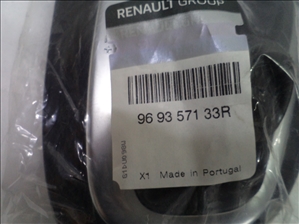 RENAULT GROUP
96 93 571 33R
X1 Made in Portugal